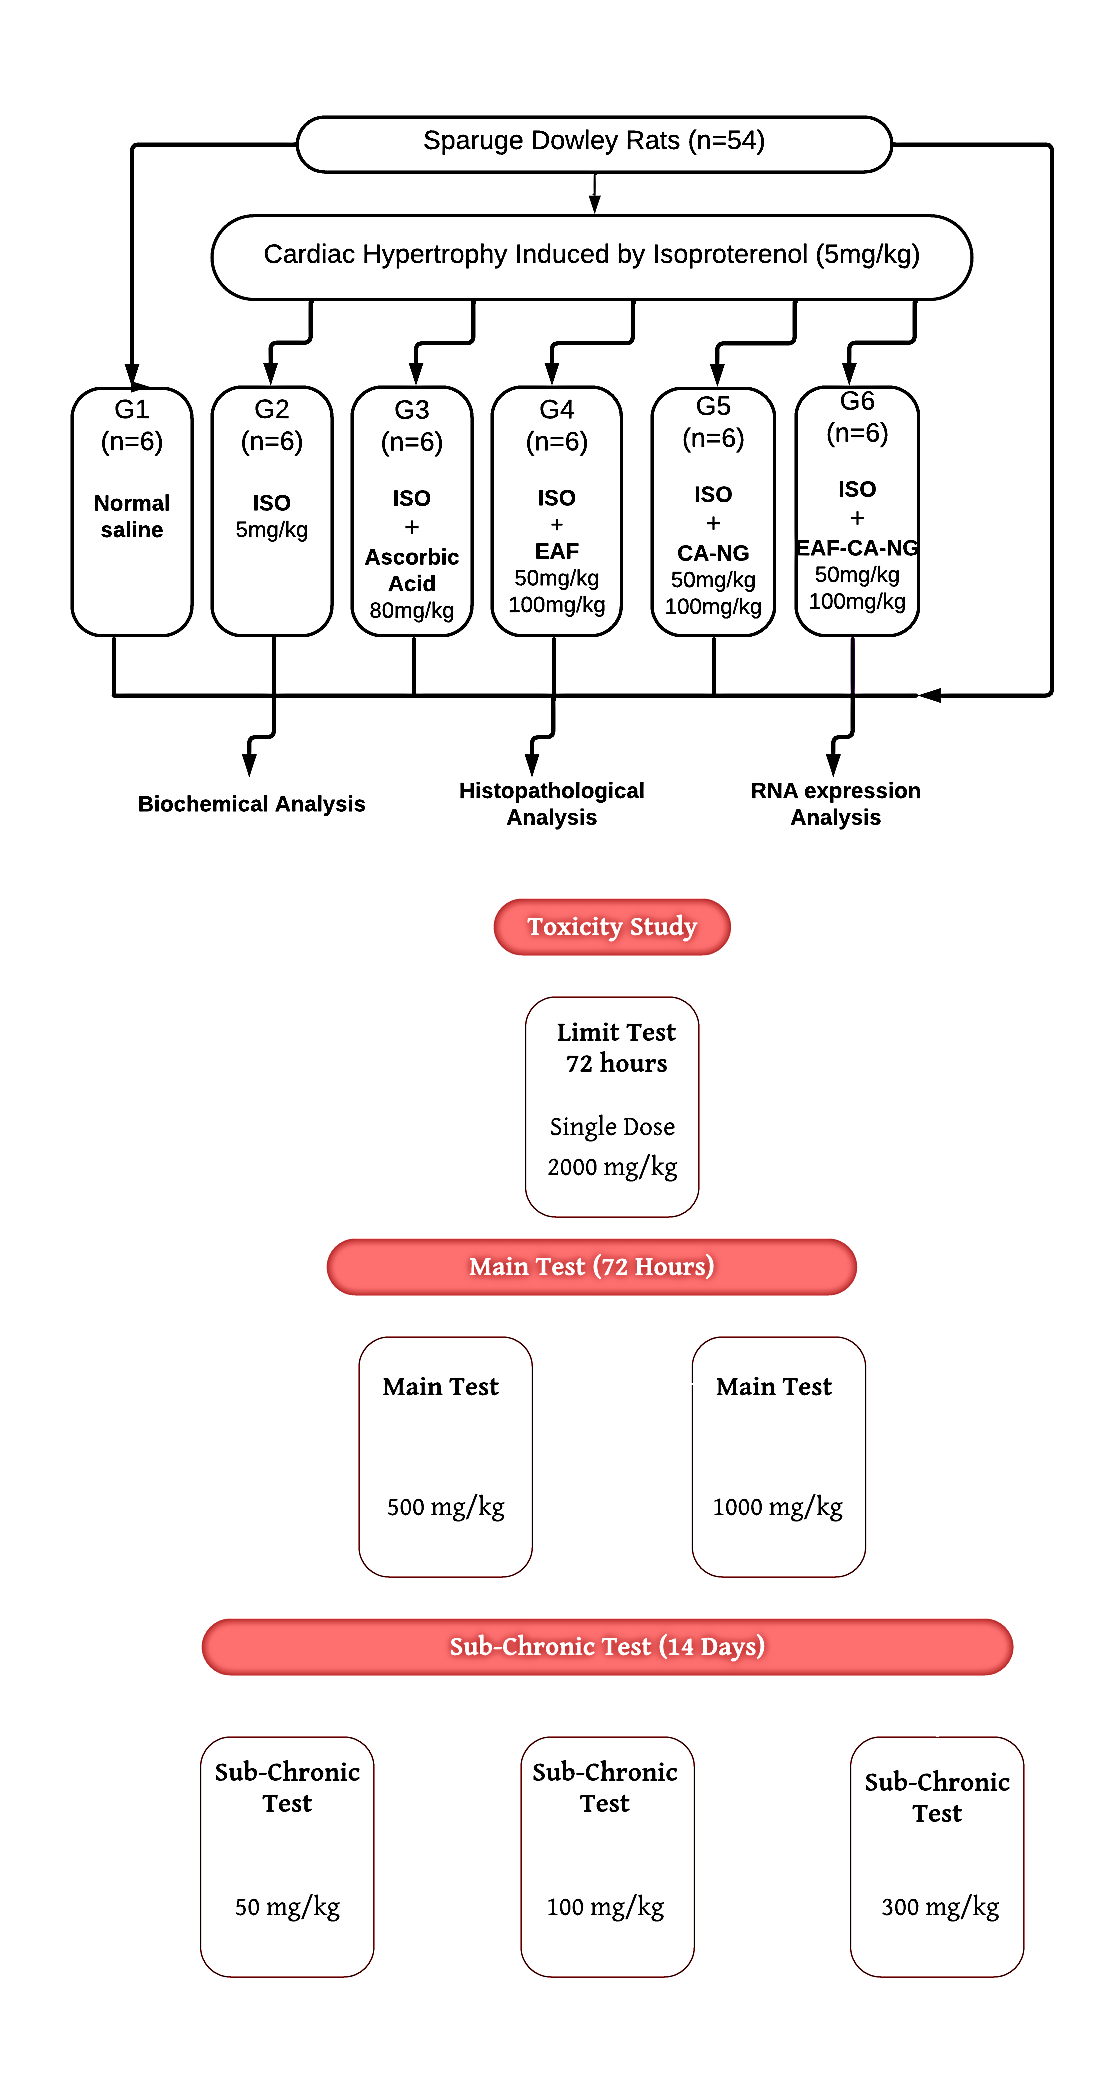 Sparuge Dowley Rats (n=54)
Cardiac Hypertrophy Induced by Isoproterenol (5mg/kg)
G1
(n=6)
Normal
saline
G2
(n=6)
ISO
5mg/kg
G3
(n=6)
ISO
+
Ascorbic
Acid
80mg/kg
G4
(n=6)
ISO
+
EAF
50mg/kg
100mg/kg
G5
(n=6)
ISO
+
CA-NG
50mg/kg
100mg/kg
G6
(n=6)
ISO
+
EAF-CA-NG
50mg/kg
100mg/kg
Biochemical Analysis
Histopathological
Analysis
RNA expression
Analysis
Toxicity Study
Limit Test
72 hours
Single Dose
2000 mg/kg
Main Test (72 Hours)
Main Test
500 mg/kg
Main Test
1000 mg/kg
Sub-Chronic Test (14 Days)
Sub-Chronic
Test
50 mg/kg
Sub-Chronic
Test
100 mg/kg
Sub-Chronic
Test
300 mg/kg